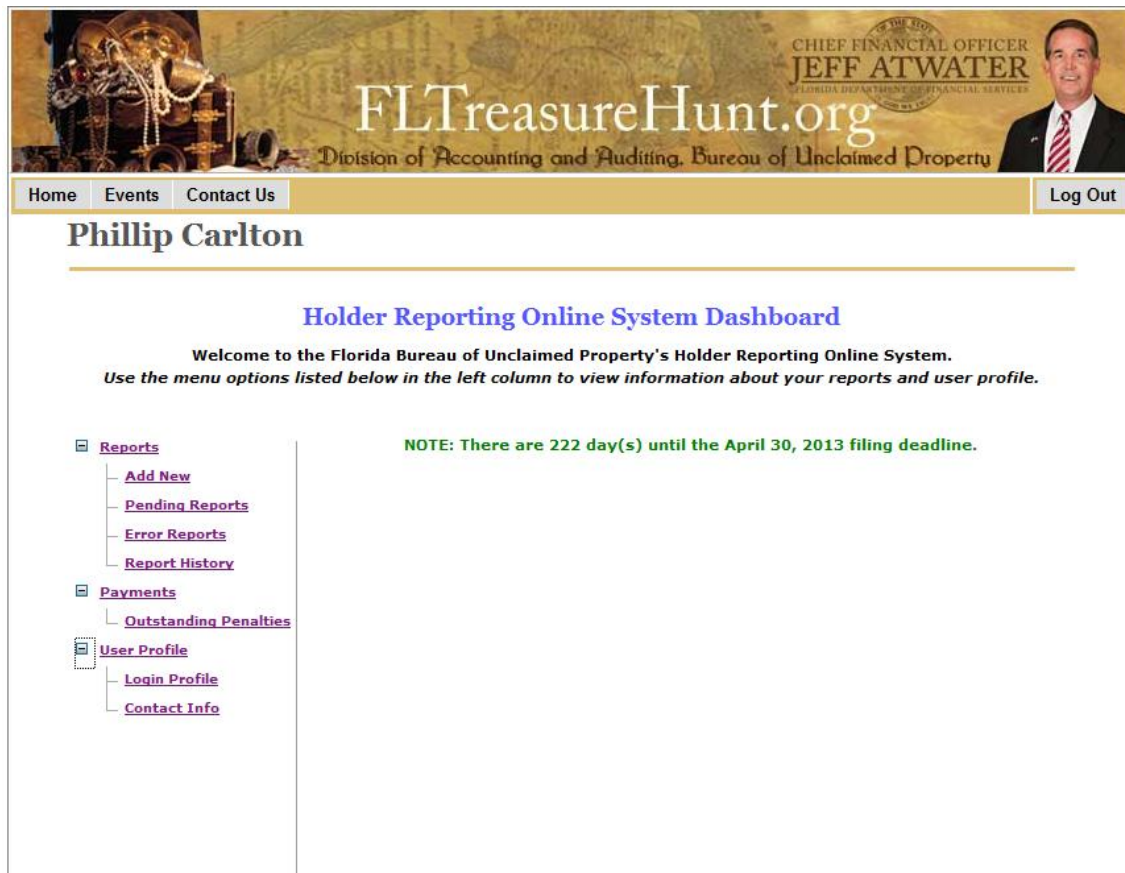 CHIEF FINANCIAL OFFICER
JEFF ATWATER
FLORIDA DEPARTMENT OF FINANCIAL SERVICES
FLTreasureHunt.org
Division of Accounting and Auditing, Bureau of Unclaimed Property
Home Events Contact Us Log Out
Phillip Carlton
Holder Reporting Online System Dashboard
Welcome to the Florida Bureau of Unclaimed Property's Holder Reporting Online System.
Use the menu options listed below in the left column to view information about your reports and user profile.
Reports
NOTE: There are 222 day(s) until the April 30, 2013 filing deadline.
Add New
Pending Reports
Error Reports
Report History
Payments
Outstanding Penalties
User Profile
Login Profile
Contact Info